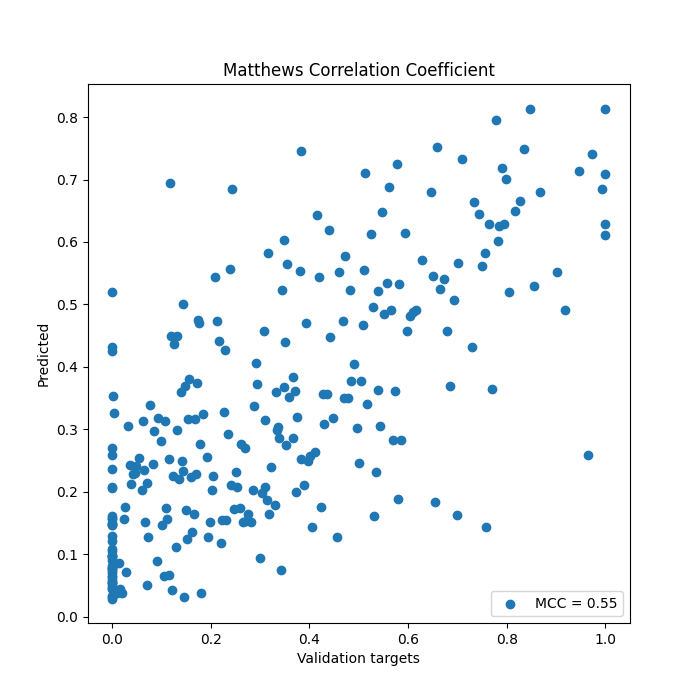 Matthews Correlation Coefficient
Predicted
0.8
0.7
0.6
0.5
0.4
0.3
0.2
0.1
0.0
MCC = 0.55
0.0 0.2 0.4 0.6 0.8 1.0
Validation targets